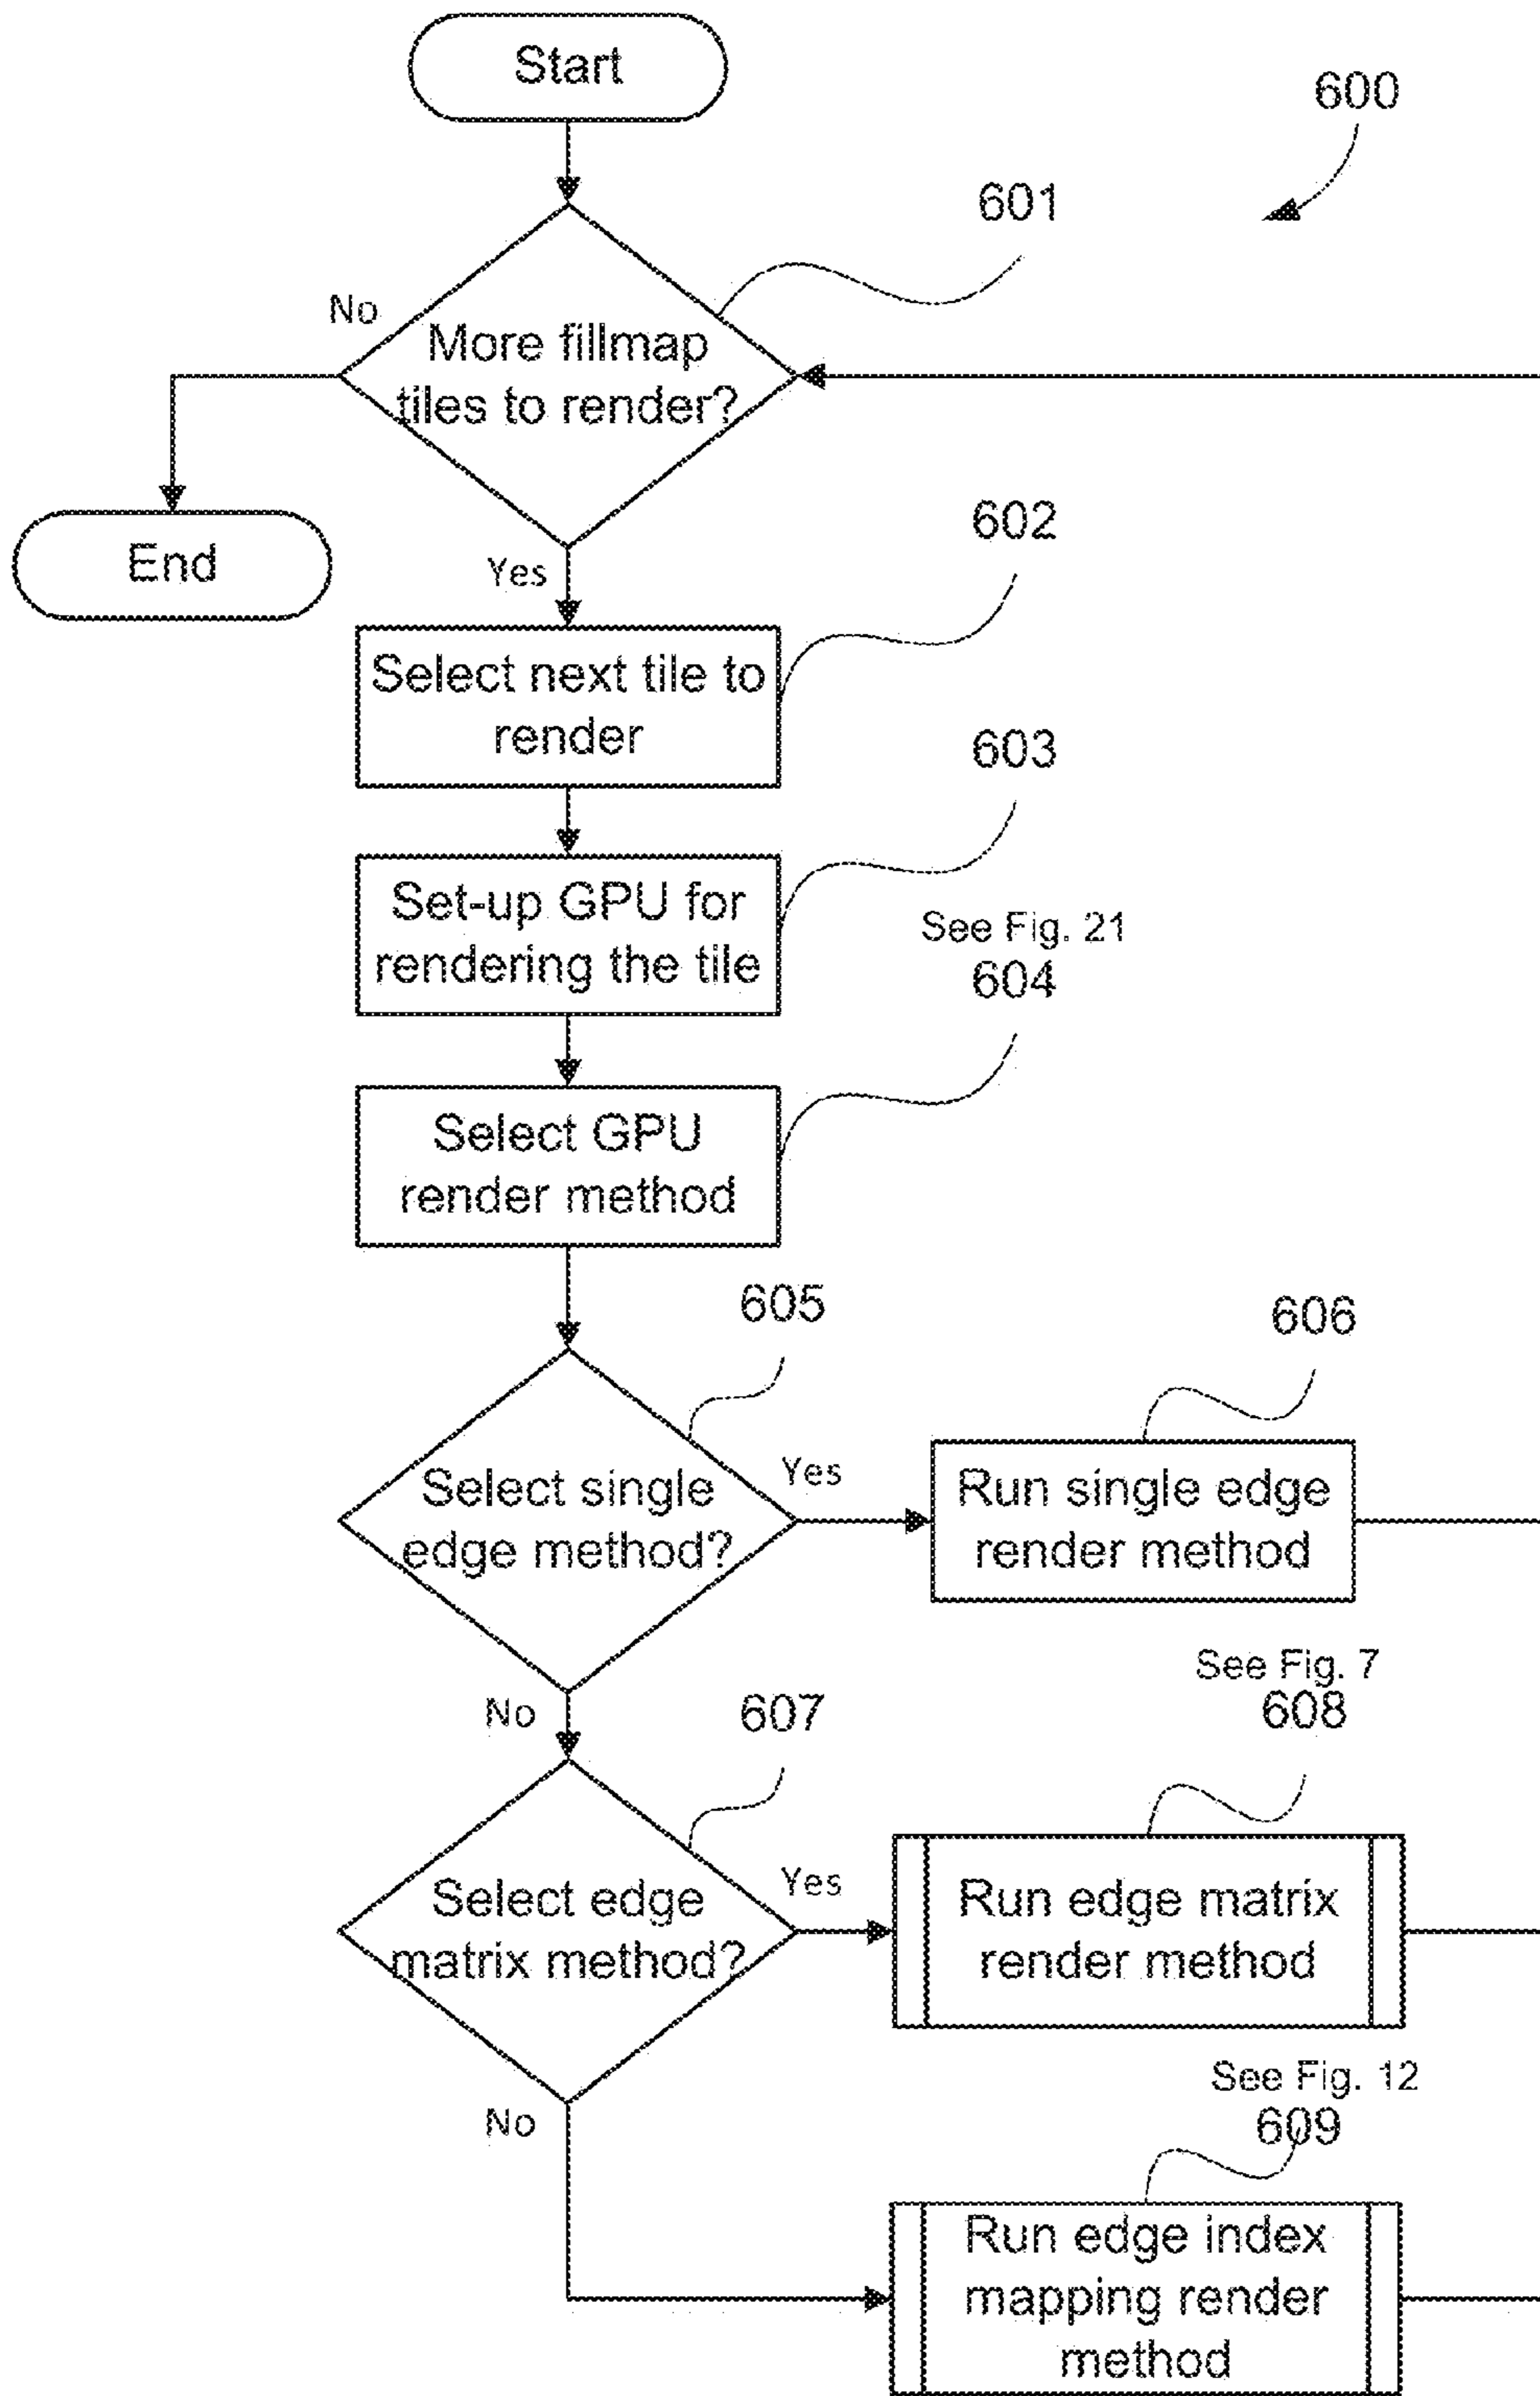 Start
600
601
No
More fillmap
tiles to render?
End
Yes
602
Select next tile to
render
603
Set-up GPU for
rendering the tile
See Fig. 21
604
Select GPU
render method
605
606
Select single
edge method?
Yes
Run single edge
render method
No
607
See Fig. 7
608
Select edge
matrix method?
Yes
Run edge matrix
render method
No
See Fig. 12
609
Run edge index
mapping render
method